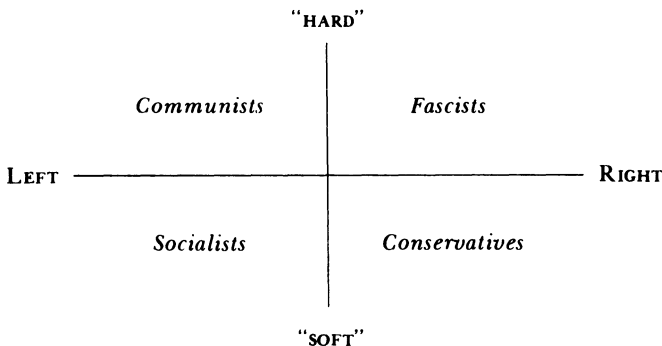 “HARD”
Communists Fascists
LEFT RIGHT
Socialists Conservatives
“SOFT”